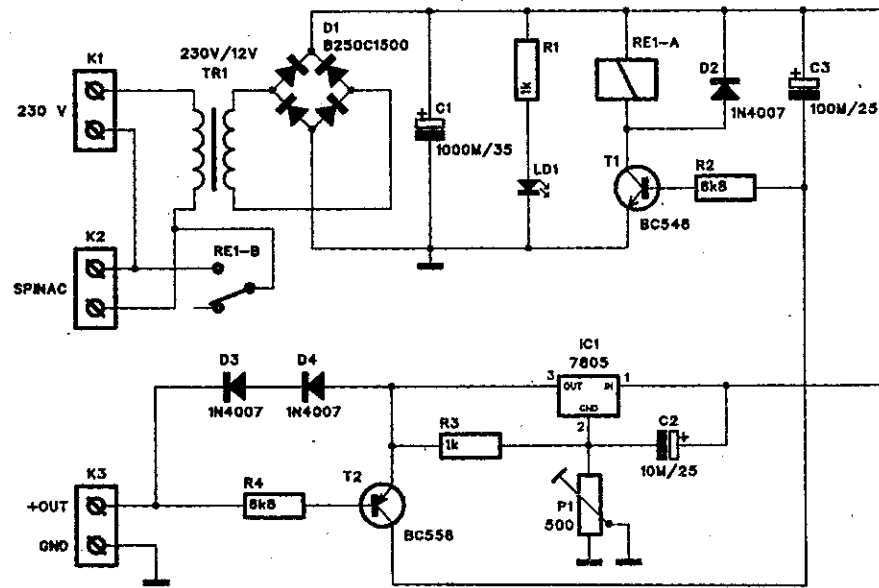 D1
B250C1500
230V/12V
TR1
K1
230 V
R1
1k
RE1-A
D2
1N4007
C3
100M/25
C1
1000M/35
LD1
T1
BC546
R2
6k8
K2
SPINAC
RE1-B
IC1
7805
3 OUT IN 1
GND
2
D3
1N4007
D4
1N4007
R3
1k
C2
10M/25
K3
+OUT
GND
R4
6k8
T2
BC558
P1
500